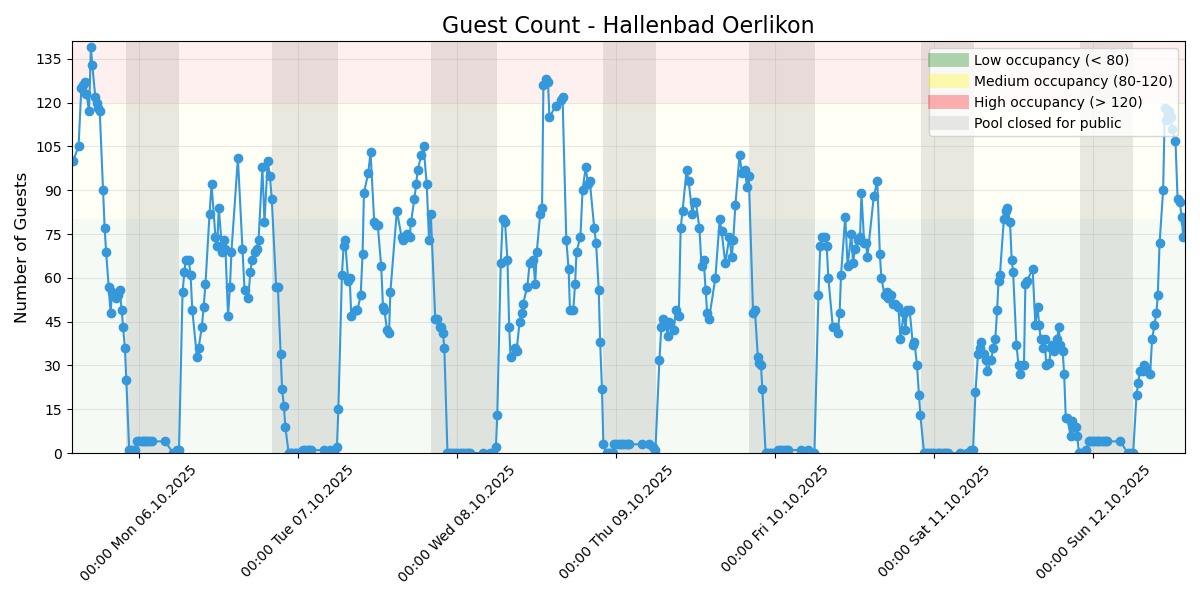 Guest Count - Hallenbad Oerlikon
Number of Guests
135
120
105
90
75
60
45
30
15
0
Low occupancy (< 80)
Medium occupancy (80-120)
High occupancy (> 120)
Pool closed for public
00:00 Mon 06.10.2025
00:00 Tue 07.10.2025
00:00 Wed 08.10.2025
00:00 Thu 09.10.2025
00:00 Fri 10.10.2025
00:00 Sat 11.10.2025
00:00 Sun 12.10.2025